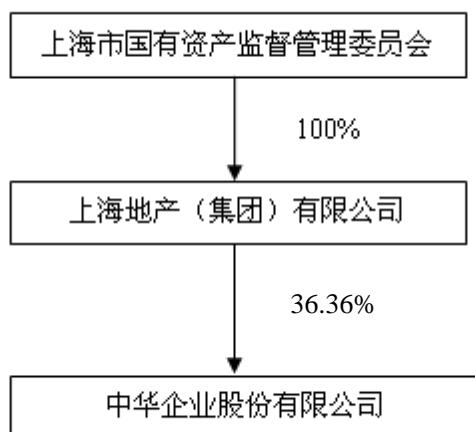 上海市国有资产监督管理委员会
100%
上海地产（集团）有限公司
36.36%
中华企业股份有限公司